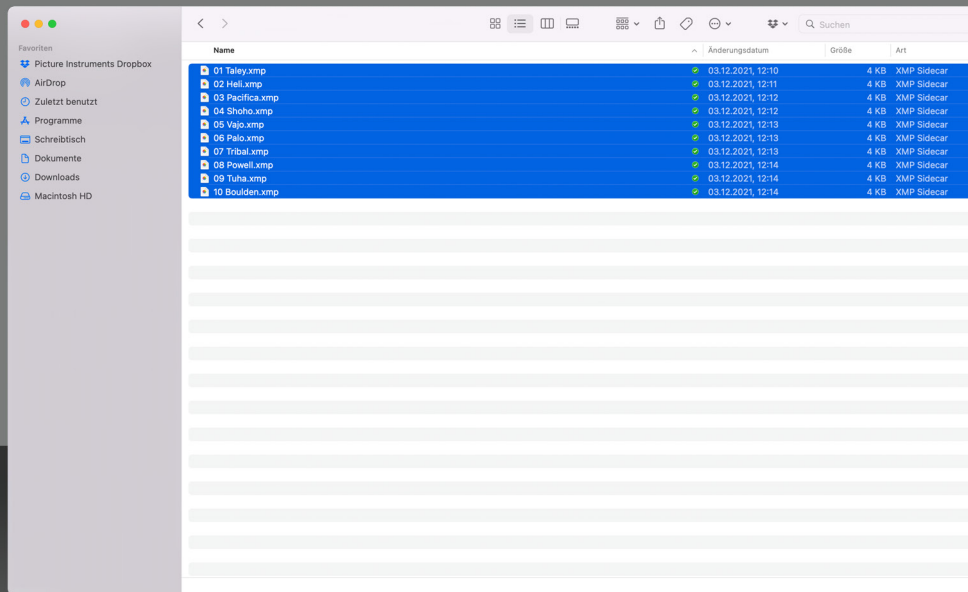 Suchen
Favoriten
Picture Instruments Dropbox
AirDrop
Zuletzt benutzt
Programme
Schreibtisch
Dokumente
Downloads
Macintosh HD
Name Änderungsdatum Größe Art
01 Taley.xmp 03.12.2021, 12:10 4 KB XMP Sidecar
02 Heli.xmp 03.12.2021, 12:11 4 KB XMP Sidecar
03 Pacifica.xmp 03.12.2021, 12:12 4 KB XMP Sidecar
04 Shoho.xmp 03.12.2021, 12:12 4 KB XMP Sidecar
05 Vajo.xmp 03.12.2021, 12:13 4 KB XMP Sidecar
06 Palo.xmp 03.12.2021, 12:13 4 KB XMP Sidecar
07 Tribal.xmp 03.12.2021, 12:13 4 KB XMP Sidecar
08 Powell.xmp 03.12.2021, 12:14 4 KB XMP Sidecar
09 Tuha.xmp 03.12.2021, 12:14 4 KB XMP Sidecar
10 Boulden.xmp 03.12.2021, 12:14 4 KB XMP Sidecar